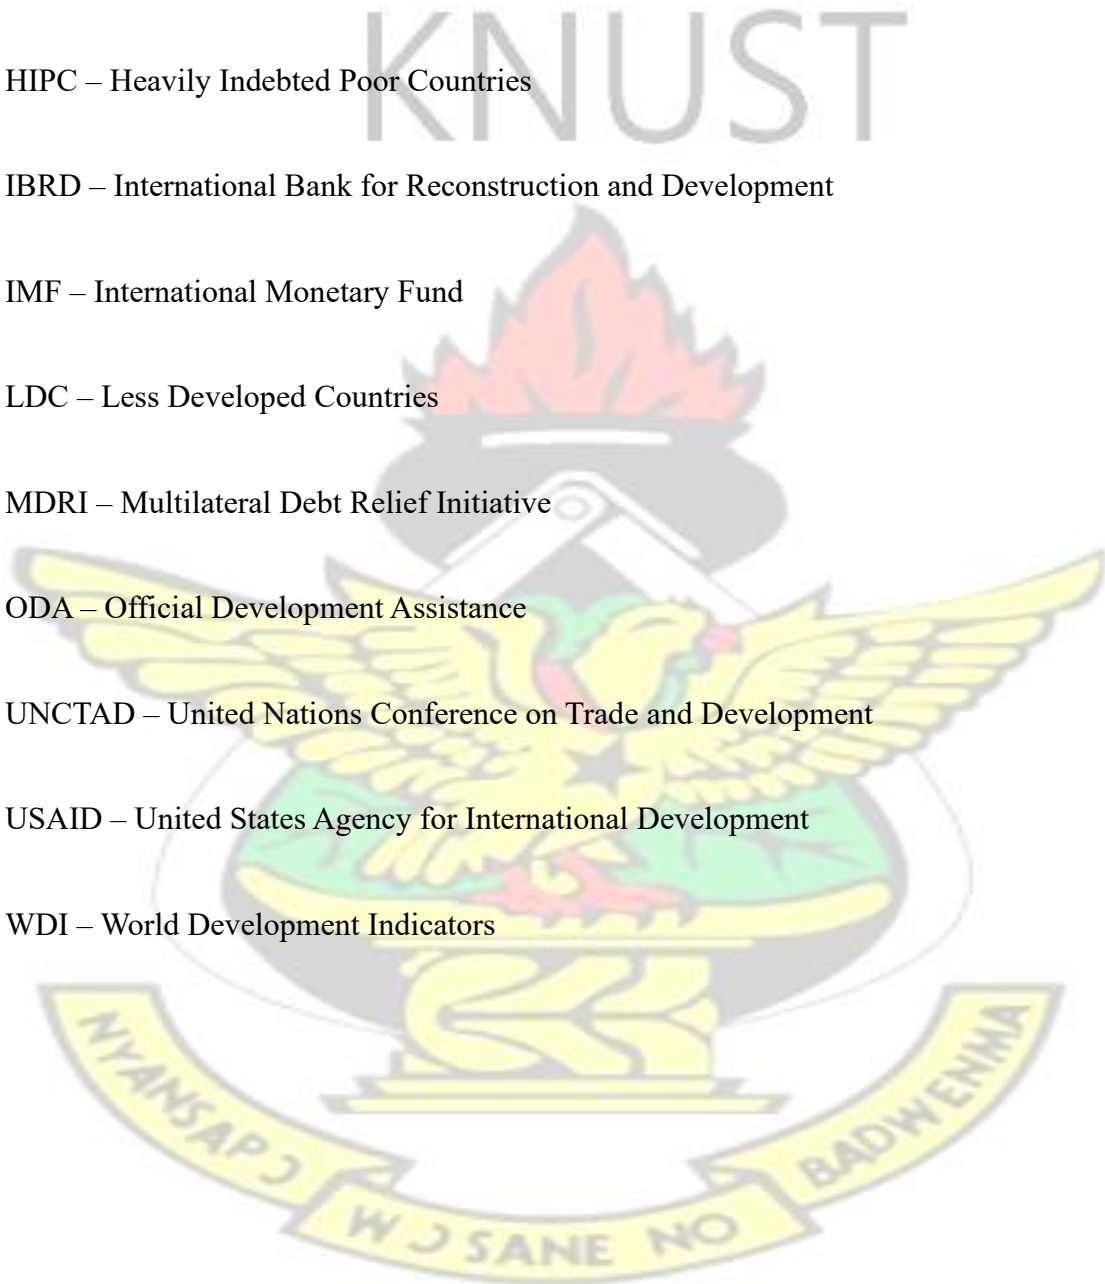 KNUST
HIPC – Heavily Indebted Poor Countries
IBRD – International Bank for Reconstruction and Development
IMF – International Monetary Fund
LDC – Less Developed Countries
MDRI – Multilateral Debt Relief Initiative
ODA – Official Development Assistance
UNCTAD – United Nations Conference on Trade and Development
USAID – United States Agency for International Development
WDI – World Development Indicators
NYANSAPƆ
WƆ SANE NO
BADWENMA